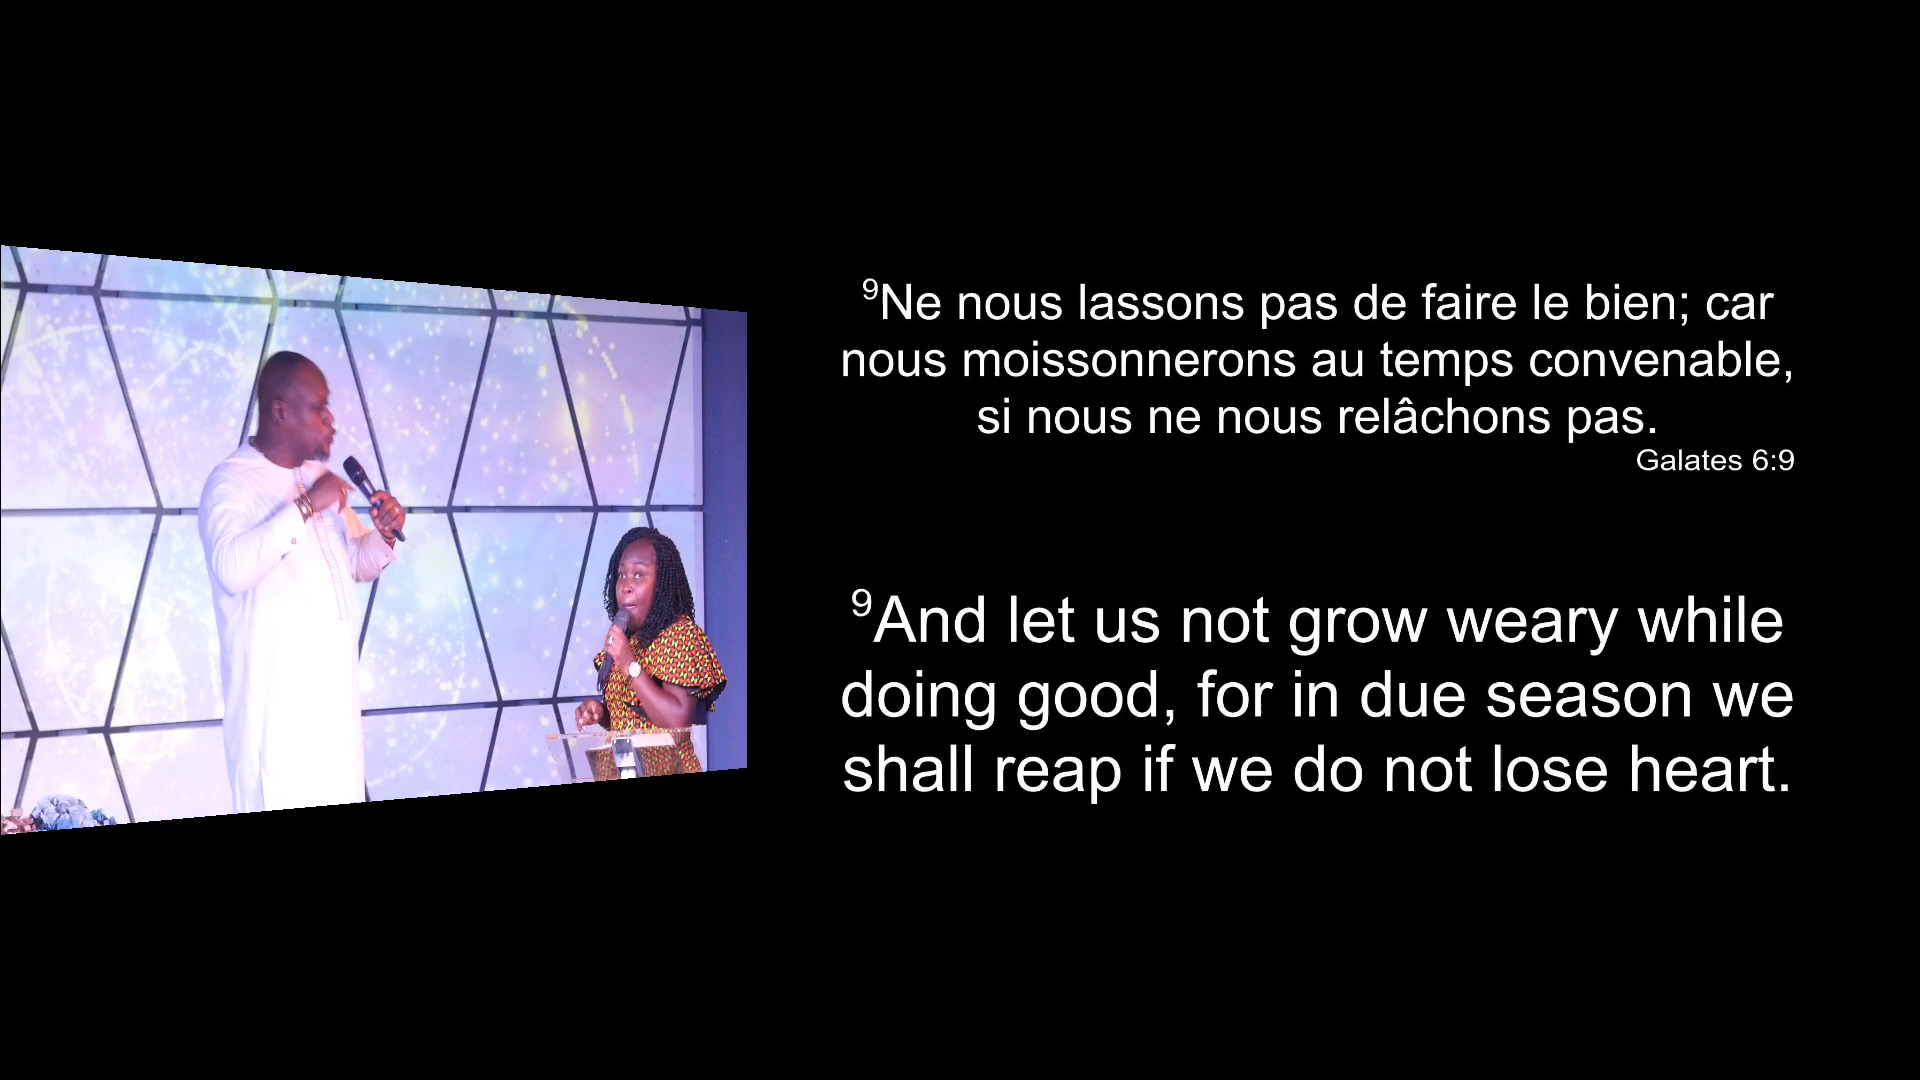 ⁹Ne nous lassons pas de faire le bien; car
nous moissonnerons au temps convenable,
si nous ne nous relâchons pas.
Galates 6:9
⁹And let us not grow weary while
doing good, for in due season we
shall reap if we do not lose heart.